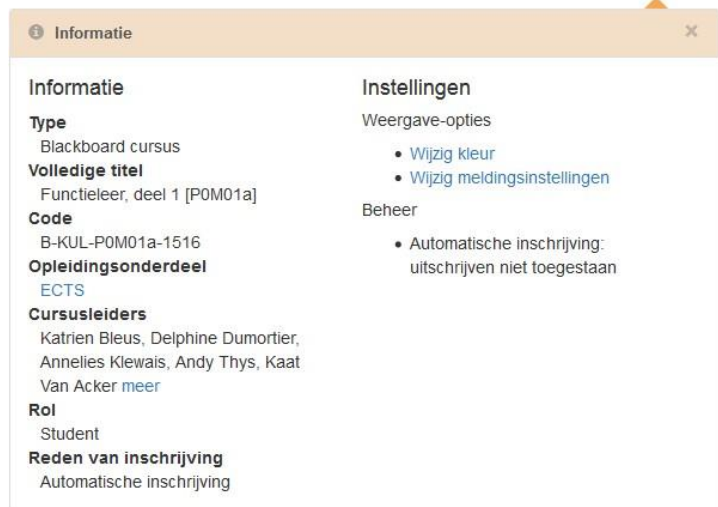 Informatie
Informatie
Type
Blackboard cursus
Volledige titel
Functieleer, deel 1 [P0M01a]
Code
B-KUL-P0M01a-1516
Opleidingsonderdeel
ECTS
Cursusleiders
Katrien Bleus, Delphine Dumortier,
Annelies Klewais, Andy Thys, Kaat
Van Acker meer
Rol
Student
Reden van inschrijving
Automatische inschrijving
Instellingen
Weergave-opties
• Wijzig kleur
• Wijzig meldingsinstellingen
Beheer
• Automatische inschrijving:
uitschrijven niet toegestaan